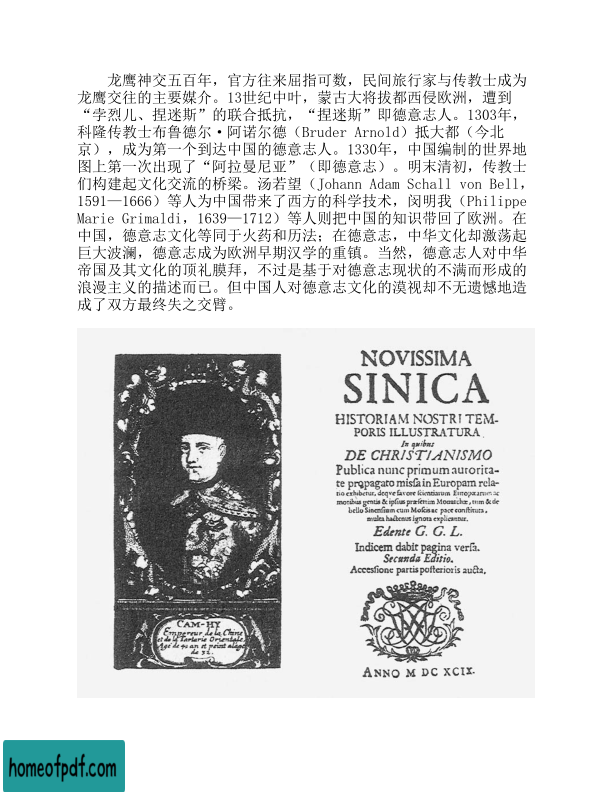 龙鹰神交五百年，官方往来屈指可数，民间旅行家与传教士成为
龙鹰交往的主要媒介。13世纪中叶，蒙古大将拔都西侵欧洲，遭到
“孛烈儿、捏迷斯”的联合抵抗，“捏迷斯”即德意志人。1303年，
科隆传教士布鲁德尔·阿诺尔德（Bruder Arnold）抵大都（今北
京），成为第一个到达中国的德意志人。1330年，中国编制的世界地
图上第一次出现了“阿拉曼尼亚”（即德意志）。明末清初，传教士
们构建起文化交流的桥梁。汤若望（Johann Adam Schall von Bell，
1591—1666）等人为中国带来了西方的科学技术，闵明我（Philippe
Marie Grimaldi，1639—1712）等人则把中国的知识带回了欧洲。在
中国，德意志文化等同于火药和历法；在德意志，中华文化却激荡起
巨大波澜，德意志成为欧洲早期汉学的重镇。当然，德意志人对中华
帝国及其文化的顶礼膜拜，不过是基于对德意志现状的不满而形成的
浪漫主义的描述而已。但中国人对德意志文化的漠视却不无遗憾地造
成了双方最终失之交臂。
CAM-HY
Empereur de la Chine
et de la Tartarie Orientale
Agé de 41 an et peint alâge
de 32.
NOVISSIMA
SINICA
HISTORIAM NOSTRI TEM-
PORIS ILLUSTRATURA
In quibus
DE CHRISTIANISMO
Publica nunc primum autorita-
te propagato missa in Europam rela-
tio exhibetur, deqve favore scientiarum Europæarum ac
moribus gentis & ipsius præsertim Monarchæ, tum & de
bello Sinensium cum Moscis ac pace constituta,
multa hactenus ignota explicantur.
Edente G. G. L.
Indicem dabit pagina versa.
Secunda Editio.
Accessione partis posterioris aucta.
ANNO M DC XCIX.
homeofpdf.com